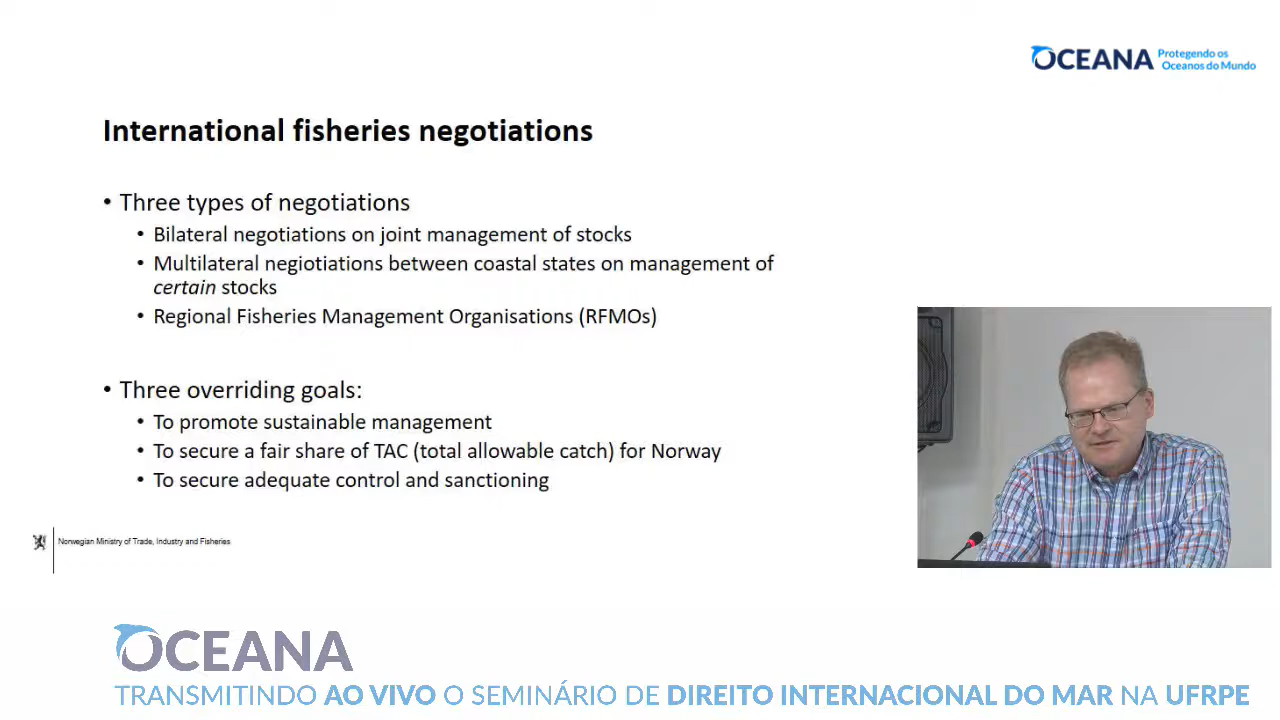 OCEANA
Protegendo os
Oceanos do Mundo
International fisheries negotiations
• Three types of negotiations
• Bilateral negotiations on joint management of stocks
• Multilateral negiotiations between coastal states on management of
certain stocks
• Regional Fisheries Management Organisations (RFMOs)
• Three overriding goals:
• To promote sustainable management
• To secure a fair share of TAC (total allowable catch) for Norway
• To secure adequate control and sanctioning
Norwegian Ministry of Trade, Industry and Fisheries
OCEANA
TRANSMITINDO AO VIVO O SEMINÁRIO DE DIREITO INTERNACIONAL DO MAR NA UFRPE